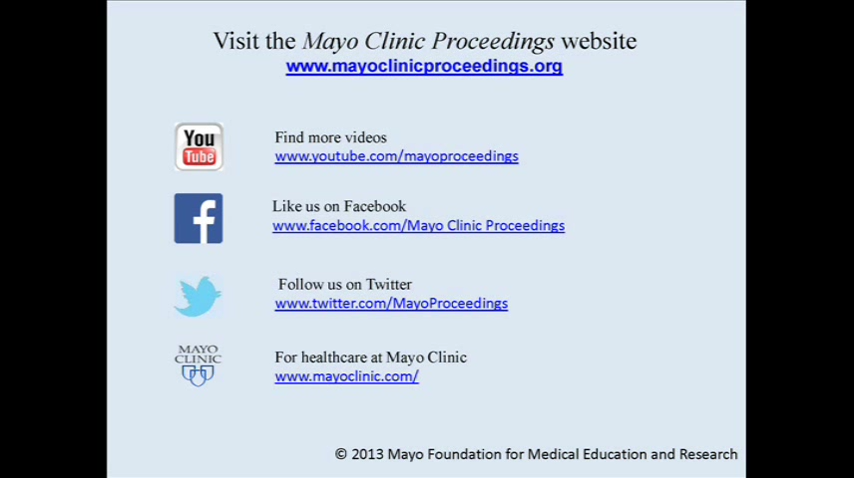 Visit the Mayo Clinic Proceedings website
www.mayoclinicproceedings.org
You
Tube
Find more videos
www.youtube.com/mayoproceedings
f
Like us on Facebook
www.facebook.com/Mayo Clinic Proceedings
Follow us on Twitter
www.twitter.com/MayoProceedings
MAYO
CLINIC
For healthcare at Mayo Clinic
www.mayoclinic.com/
© 2013 Mayo Foundation for Medical Education and Research